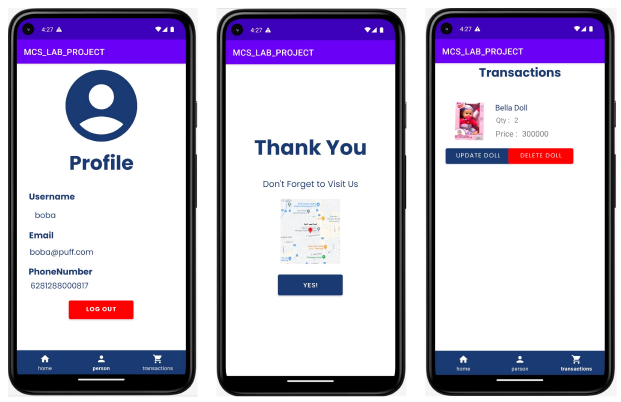 4:27
MCS_LAB_PROJECT
Profile
Username
boba
Email
boba@puff.com
PhoneNumber
6281288000817
LOG OUT
home
person
transactions
4:27
MCS_LAB_PROJECT
Thank You
Don't Forget to Visit Us
YES!
4:27
MCS_LAB_PROJECT
Transactions
Bella Doll
Qty : 2
Price : 300000
UPDATE DOLL
DELETE DOLL
home
person
transactions